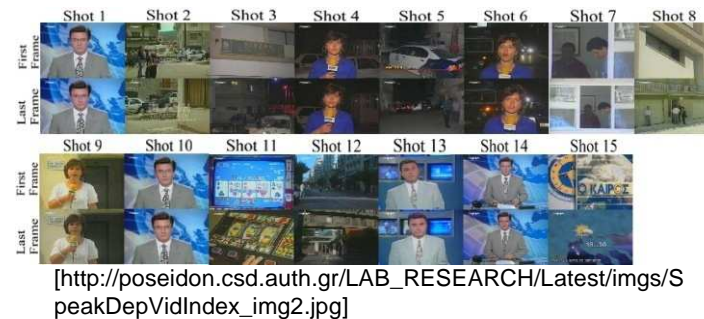 Shot 1 Shot 2 Shot 3 Shot 4 Shot 5 Shot 6 Shot 7 Shot 8
First
Frame
Last
Frame
Shot 9 Shot 10 Shot 11 Shot 12 Shot 13 Shot 14 Shot 15
First
Frame
Ο ΚΑΙΡΟΣ
Last
Frame
[http://poseidon.csd.auth.gr/LAB_RESEARCH/Latest/imgs/S
peakDepVidIndex_img2.jpg]